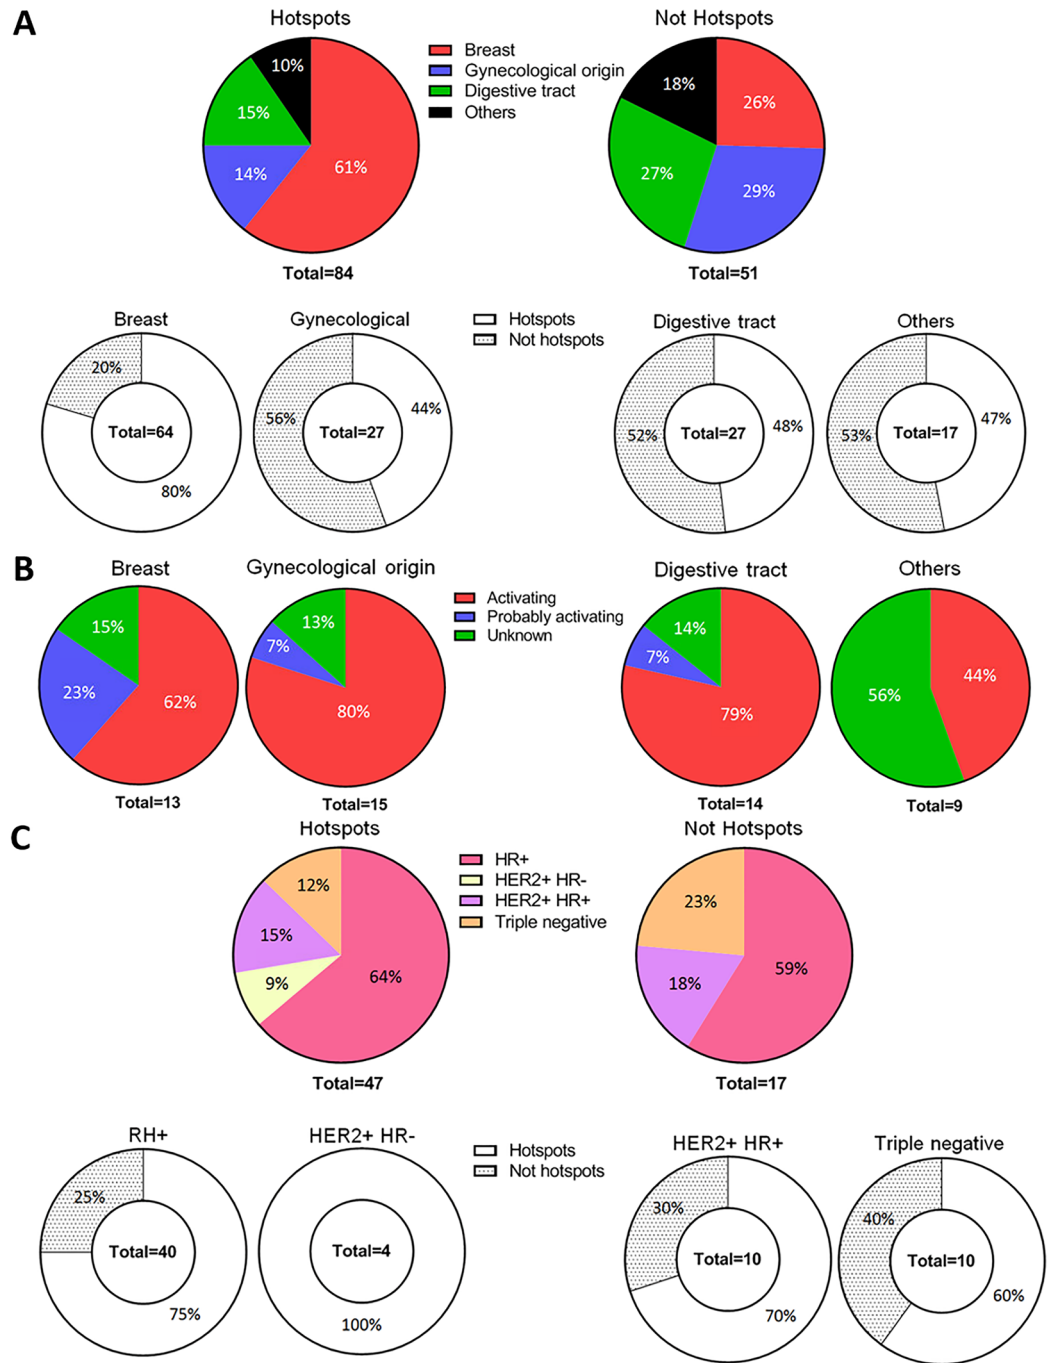 A
Hotspots
Not Hotspots
Breast
Gynecological origin
Digestive tract
Others
10%
15%
14%
61%
18%
26%
27%
29%
Total=84
Total=51
Breast
Gynecological
Hotspots
Not hotspots
Digestive tract
Others
20%
Total=64
80%
56%
Total=27
44%
52%
Total=27
48%
53%
Total=17
47%
B
Breast
Gynecological origin
Activating
Probably activating
Unknown
Digestive tract
Others
15%
23%
62%
13%
7%
80%
14%
7%
79%
56%
44%
Total=13
Total=15
Total=14
Total=9
C
Hotspots
Not Hotspots
HR+
HER2+ HR-
HER2+ HR+
Triple negative
12%
15%
9%
64%
23%
18%
59%
Total=47
Total=17
RH+
HER2+ HR-
Hotspots
Not hotspots
HER2+ HR+
Triple negative
25%
Total=40
75%
Total=4
100%
30%
Total=10
70%
40%
Total=10
60%